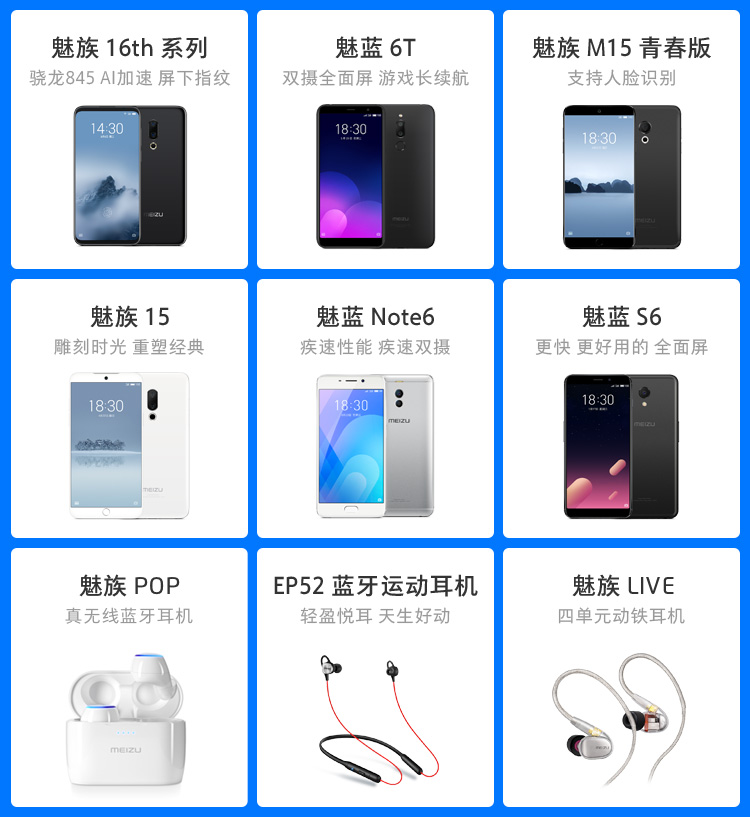 魅族 16th 系列
骁龙845 AI加速 屏下指纹
14:30
MEIZU
魅蓝 6T
双摄全面屏 游戏长续航
18:30
MEIZU
魅族 M15 青春版
支持人脸识别
18:30
MEIZU
魅族 15
雕刻时光 重塑经典
18:30
MEIZU
魅蓝 Note6
疾速性能 疾速双摄
18:30
MEIZU
魅蓝 S6
更快 更好用的 全面屏
18:30
MEIZU
魅族 POP
真无线蓝牙耳机
MEIZU
EP52 蓝牙运动耳机
轻盈悦耳 天生好动
魅族 LIVE
四单元动铁耳机
MEIZU